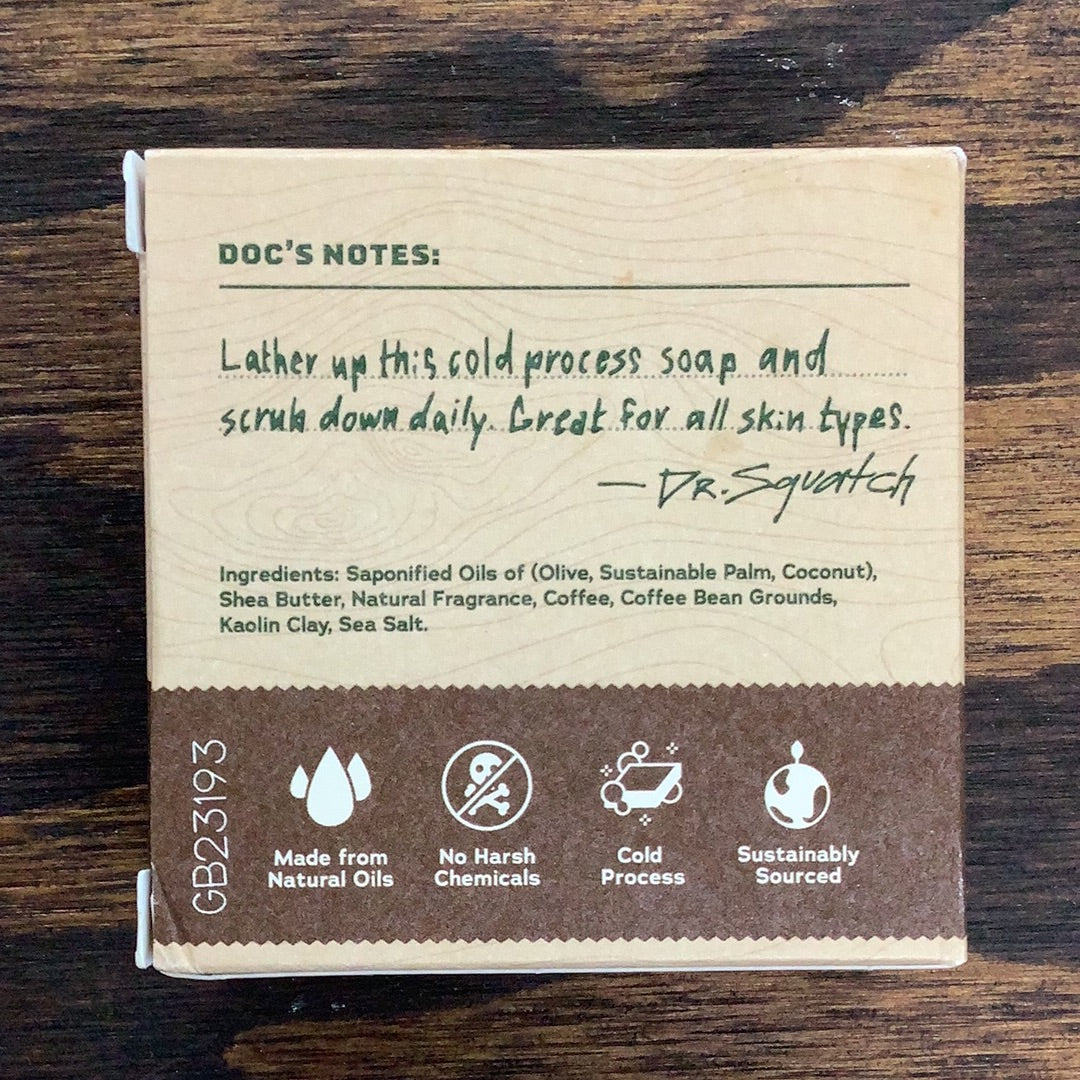 DOC'S NOTES:
Lather up this cold process soap and
scrub down daily. Great for all skin types.
— DR. Squatch
Ingredients: Saponified Oils of (Olive, Sustainable Palm, Coconut),
Shea Butter, Natural Fragrance, Coffee, Coffee Bean Grounds,
Kaolin Clay, Sea Salt.
GB23193
Made from
Natural Oils
No Harsh
Chemicals
Cold
Process
Sustainably
Sourced